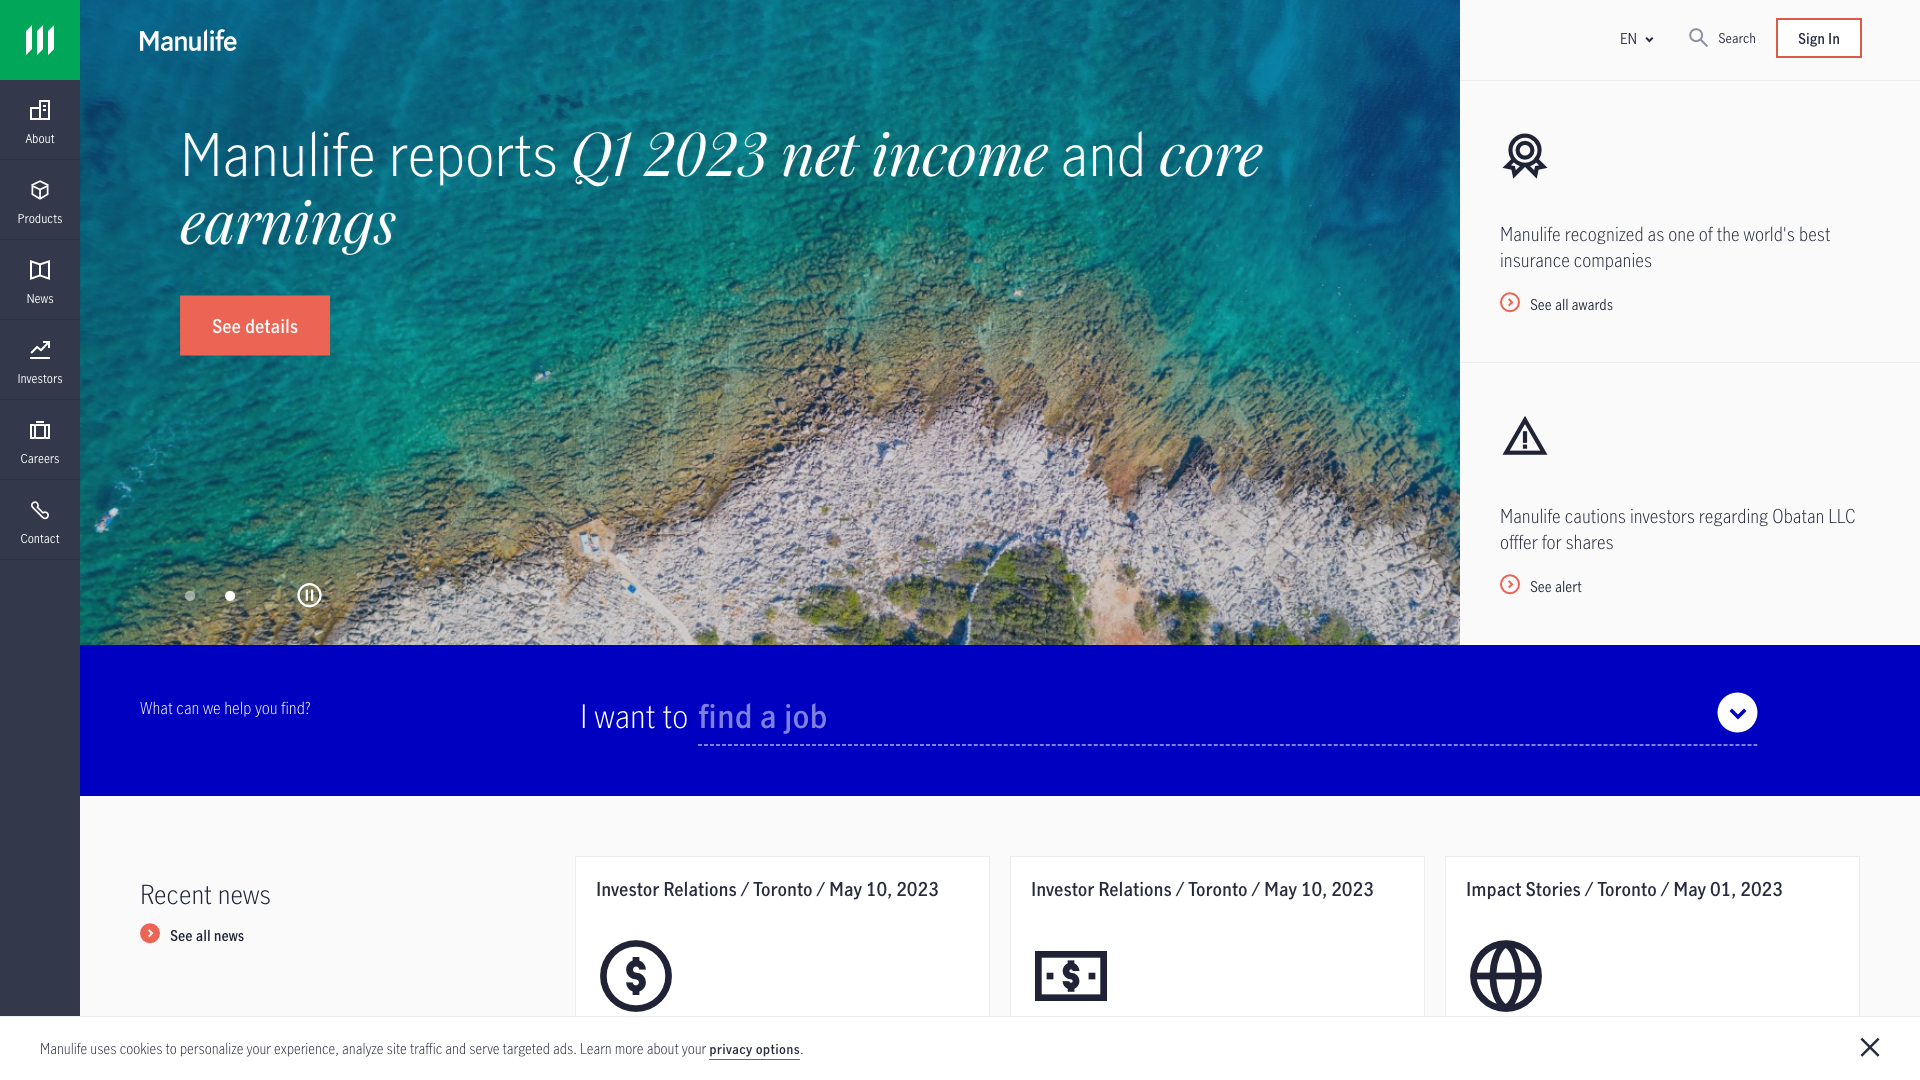 Manulife
EN
Search
Sign In
About
Products
News
Investors
Careers
Contact
Manulife reports Q1 2023 net income and core
earnings
See details
Manulife recognized as one of the world's best
insurance companies
See all awards
Manulife cautions investors regarding Obatan LLC
offfer for shares
See alert
What can we help you find?
I want to find a job
Recent news
See all news
Investor Relations / Toronto / May 10, 2023
$
Investor Relations / Toronto / May 10, 2023
$
Impact Stories / Toronto / May 01, 2023
Manulife uses cookies to personalize your experience, analyze site traffic and serve targeted ads. Learn more about your privacy options.